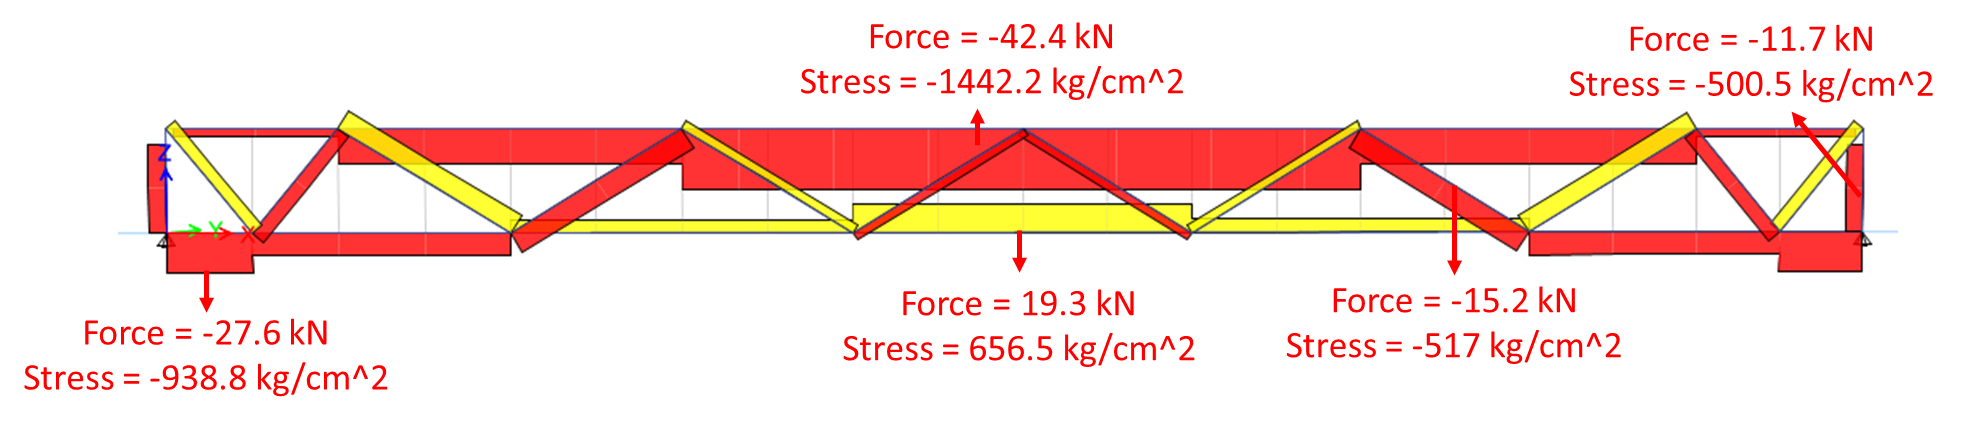 Force = -42.4 kN
Stress = -1442.2 kg/cm^2
Force = -11.7 kN
Stress = -500.5 kg/cm^2
Z
Y
X
Force = -27.6 kN
Stress = -938.8 kg/cm^2
Force = 19.3 kN
Stress = 656.5 kg/cm^2
Force = -15.2 kN
Stress = -517 kg/cm^2